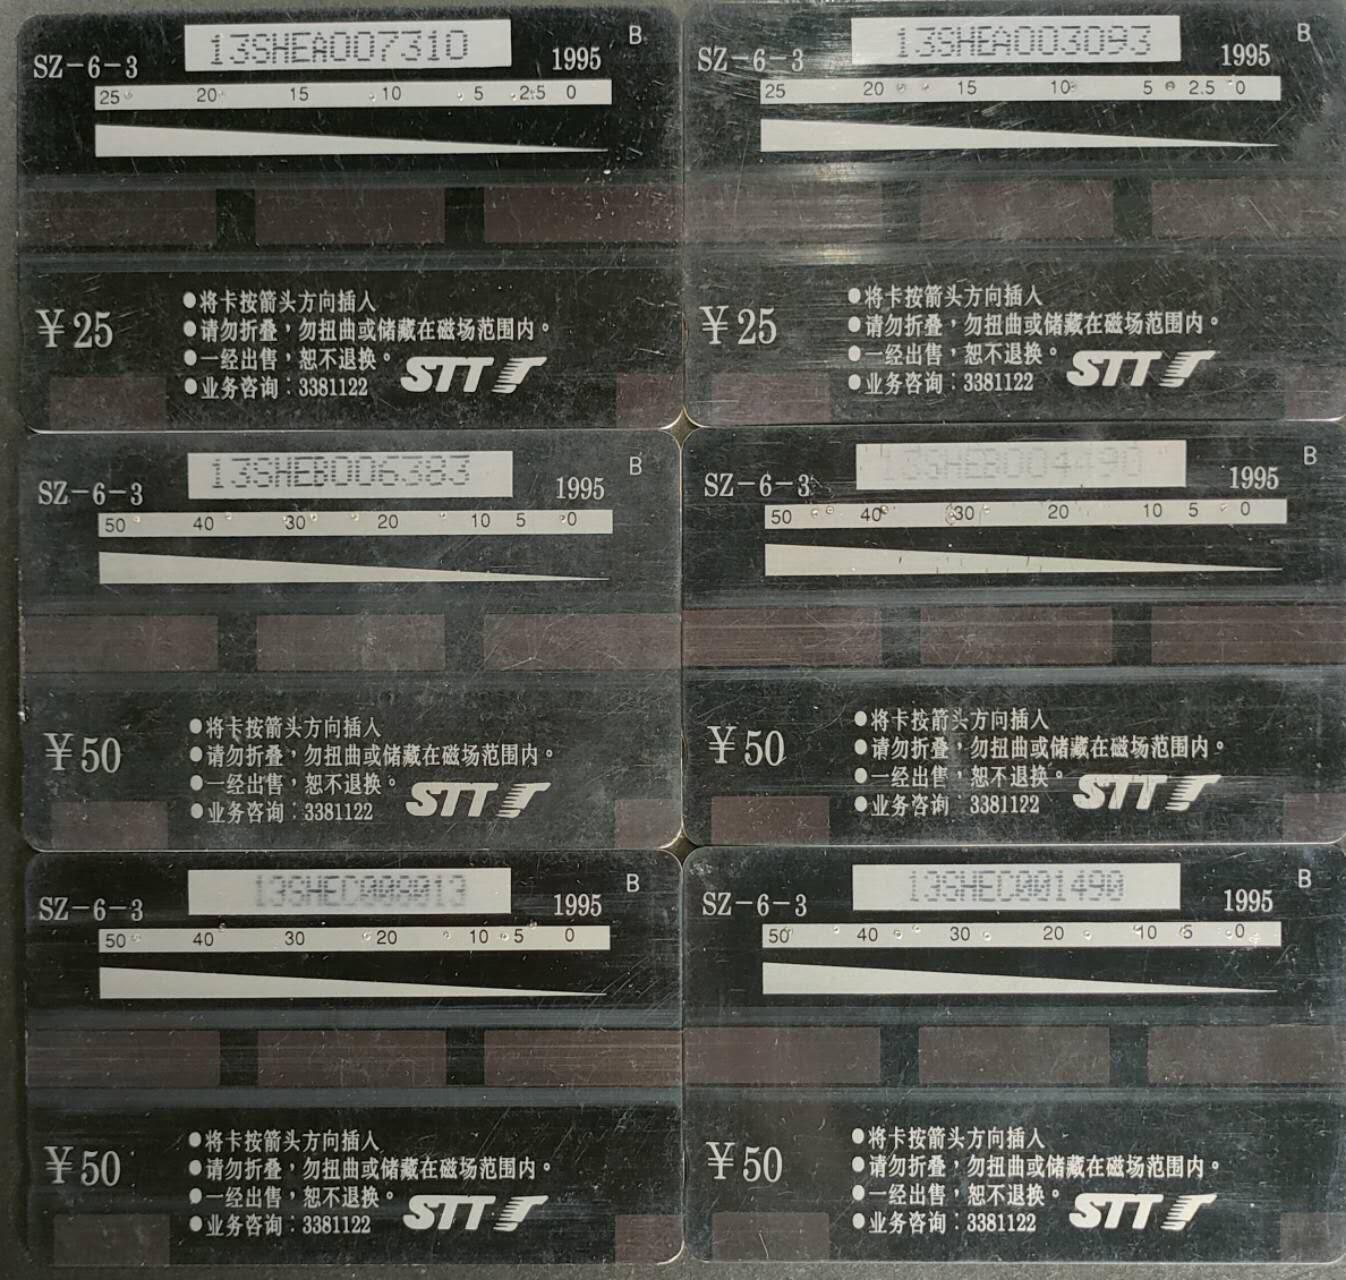 13SHEA007310
B
SZ-6-3
1995
25 20 15 10 5 2.5 0
¥25
●将卡按箭头方向插入
●请勿折叠，勿扭曲或储藏在磁场范围内。
●一经出售，恕不退换。
●业务咨询：3381122
STT
13SHEA003093
B
SZ-6-3
1995
25 20 15 10 5 2.5 0
¥25
●将卡按箭头方向插入
●请勿折叠，勿扭曲或储藏在磁场范围内。
●一经出售，恕不退换。
●业务咨询：3381122
STT
13SHEB006383
B
SZ-6-3
1995
50 40 30 20 10 5 0
¥50
●将卡按箭头方向插入
●请勿折叠，勿扭曲或储藏在磁场范围内。
●一经出售，恕不退换。
●业务咨询：3381122
STT
B
SZ-6-3
1995
50 40 30 20 10 5 0
¥50
●将卡按箭头方向插入
●请勿折叠，勿扭曲或储藏在磁场范围内。
●一经出售，恕不退换。
●业务咨询：3381122
STT
13SHEC008013
B
SZ-6-3
1995
50 40 30 20 10 5 0
¥50
●将卡按箭头方向插入
●请勿折叠，勿扭曲或储藏在磁场范围内。
●一经出售，恕不退换。
●业务咨询：3381122
STT
13SHEC001490
B
SZ-6-3
1995
50 40 30 20 10 5 0
¥50
●将卡按箭头方向插入
●请勿折叠，勿扭曲或储藏在磁场范围内。
●一经出售，恕不退换。
●业务咨询：3381122
STT